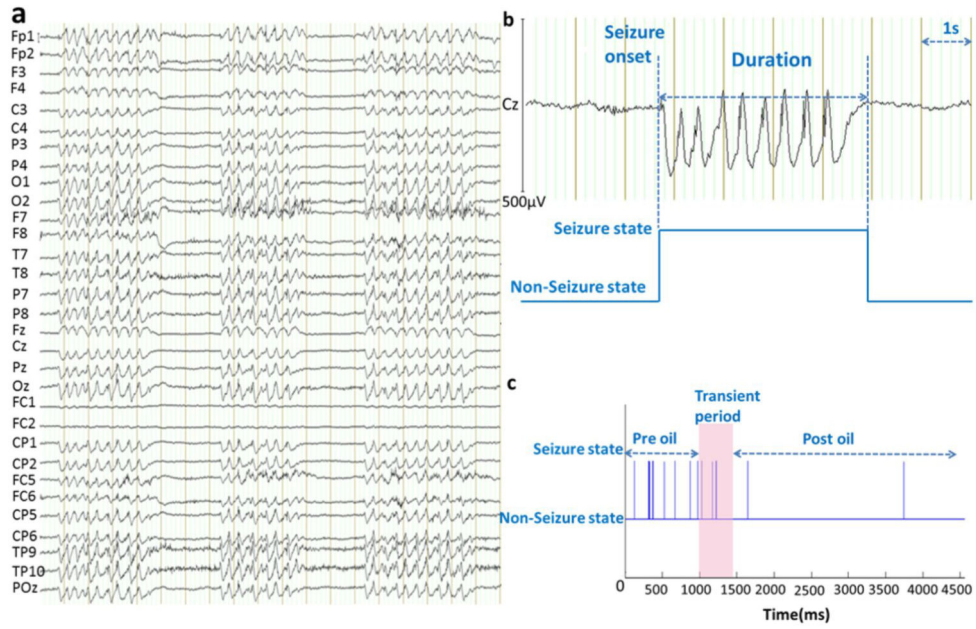 a
Fp1
Fp2
F3
F4
C3
C4
P3
P4
O1
O2
F7
F8
T7
T8
P7
P8
Fz
Cz
Pz
Oz
FC1
FC2
CP1
CP2
FC5
FC6
CP5
CP6
TP9
TP10
POz
b
Seizure onset
Duration
1s
Cz
500μV
Seizure state
Non-Seizure state
c
Transient period
Seizure state
Pre oil
Post oil
Non-Seizure state
0 500 1000 1500 2000 2500 3000 3500 4000 4500
Time(ms)